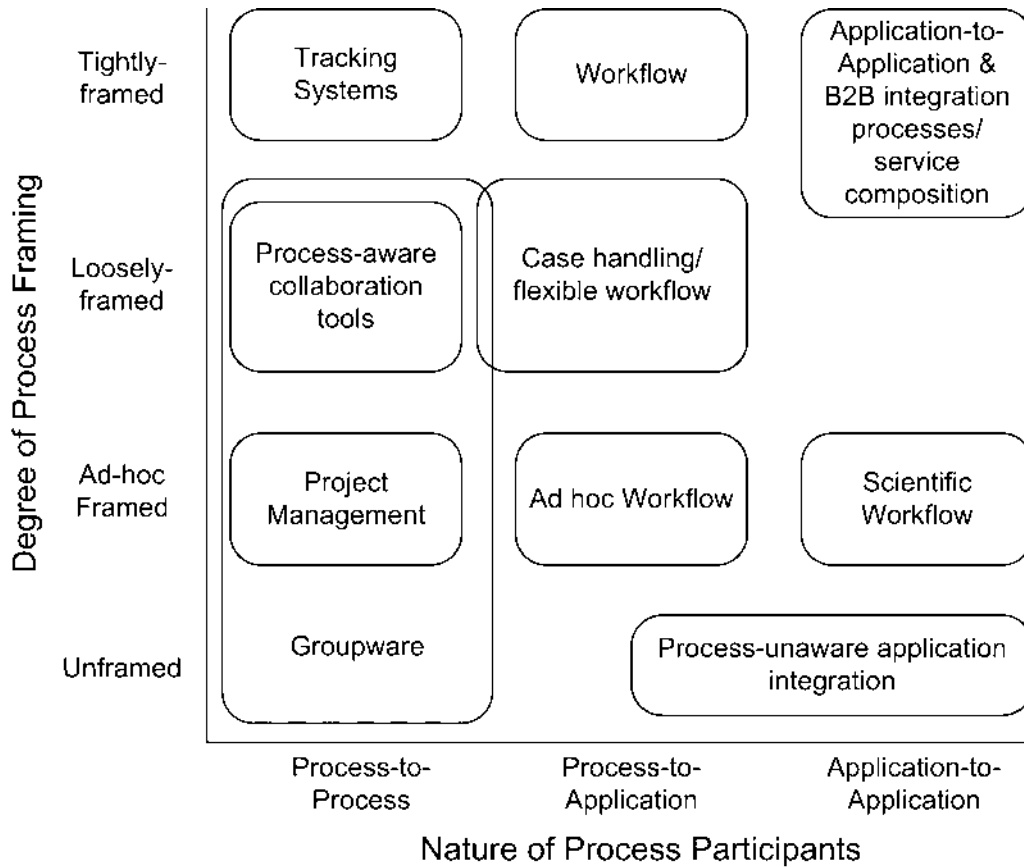 Degree of Process Framing
Tightly-
framed
Tracking
Systems
Workflow
Application-to-
Application &
B2B integration
processes/
service
composition
Loosely-
framed
Process-aware
collaboration
tools
Case handling/
flexible workflow
Ad-hoc
Framed
Project
Management
Ad hoc Workflow
Scientific
Workflow
Unframed
Groupware
Process-unaware application
integration
Process-to-
Process
Process-to-
Application
Application-to-
Application
Nature of Process Participants